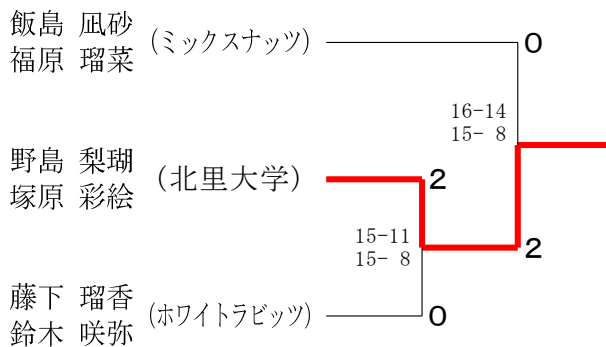 飯島 凪砂
福原 瑠菜
(ミックスナッツ)
0
16-14
15- 8
野島 梨瑚
塚原 彩絵
(北里大学)
2
15-11
15- 8
2
藤下 瑠香
鈴木 咲弥
(ホワイトラビッツ)
0